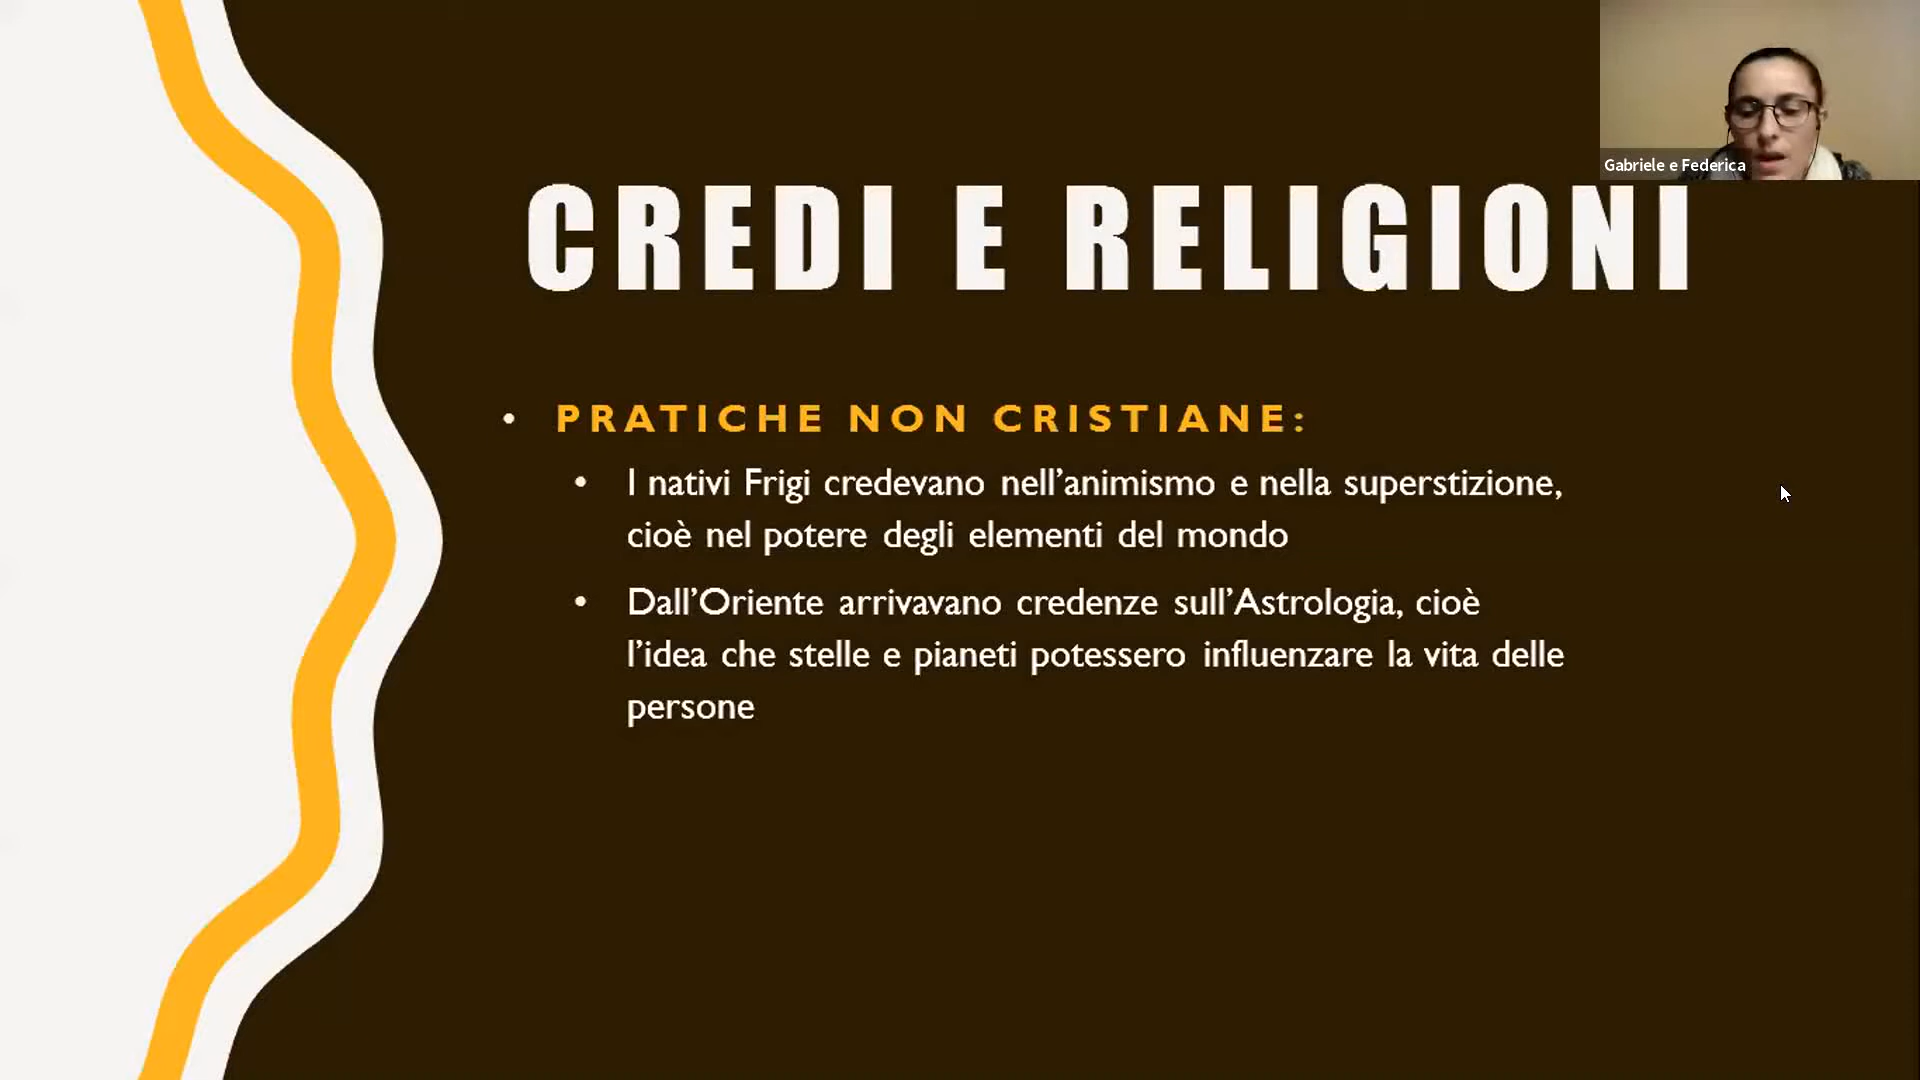 Gabriele e Federica
CREDI E RELIGIONI
• PRATICHE NON CRISTIANE:
• I nativi Frigi credevano nell’animismo e nella superstizione,
cioè nel potere degli elementi del mondo
• Dall’Oriente arrivavano credenze sull’Astrologia, cioè
l’idea che stelle e pianeti potessero influenzare la vita delle
persone